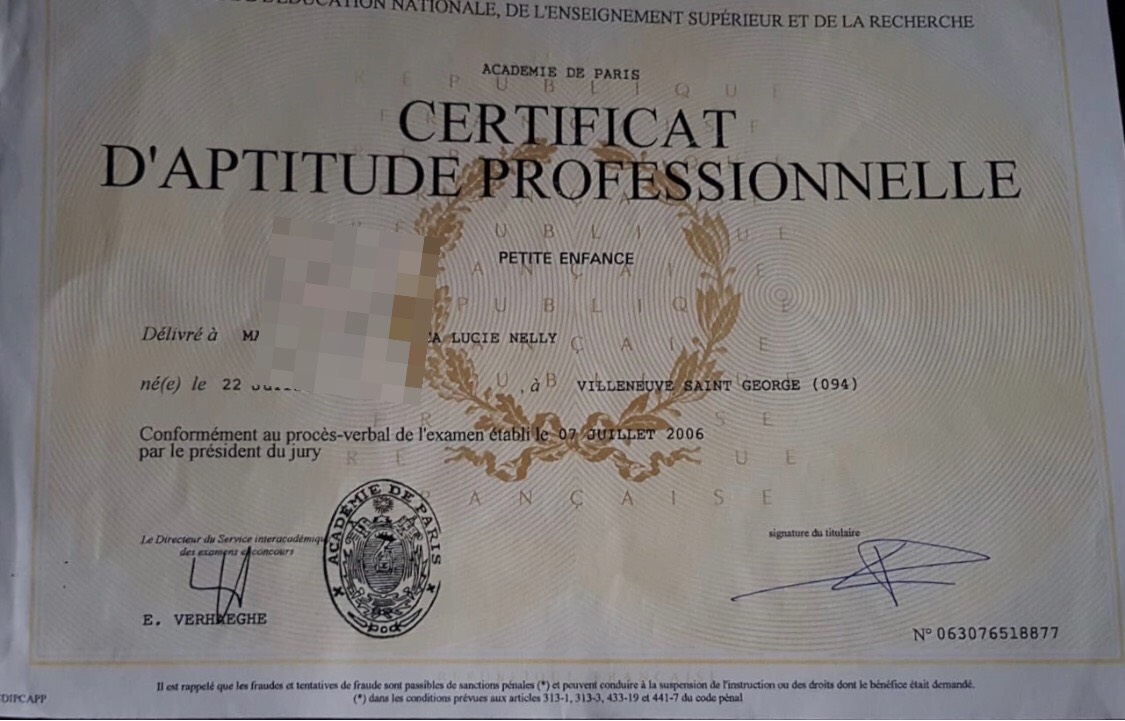 D'ÉDUCATION NATIONALE, DE L'ENSEIGNEMENT SUPÉRIEUR ET DE LA RECHERCHE
ACADEMIE DE PARIS
CERTIFICAT
D'APTITUDE PROFESSIONNELLE
PETITE ENFANCE
Délivré à LUCIE NELLY
né(e) le 22 , à VILLENEUVE SAINT GEORGE (094)
Conformément au procès-verbal de l'examen établi le 07 JUILLET 2006
par le président du jury
Le Directeur du Service interacadémique
des examens et concours
ACADÉMIE DE PARIS
signature du titulaire
E. VERHAEGHE
N° 063076518877
Il est rappelé que les fraudes et tentatives de fraude sont passibles de sanctions pénales (*) et peuvent conduire à la suspension de l'instruction ou des droits dont le bénéfice était demandé.
(*) dans les conditions prévues aux articles 313-1, 313-3, 433-19 et 441-7 du code pénal
DIPCAPP